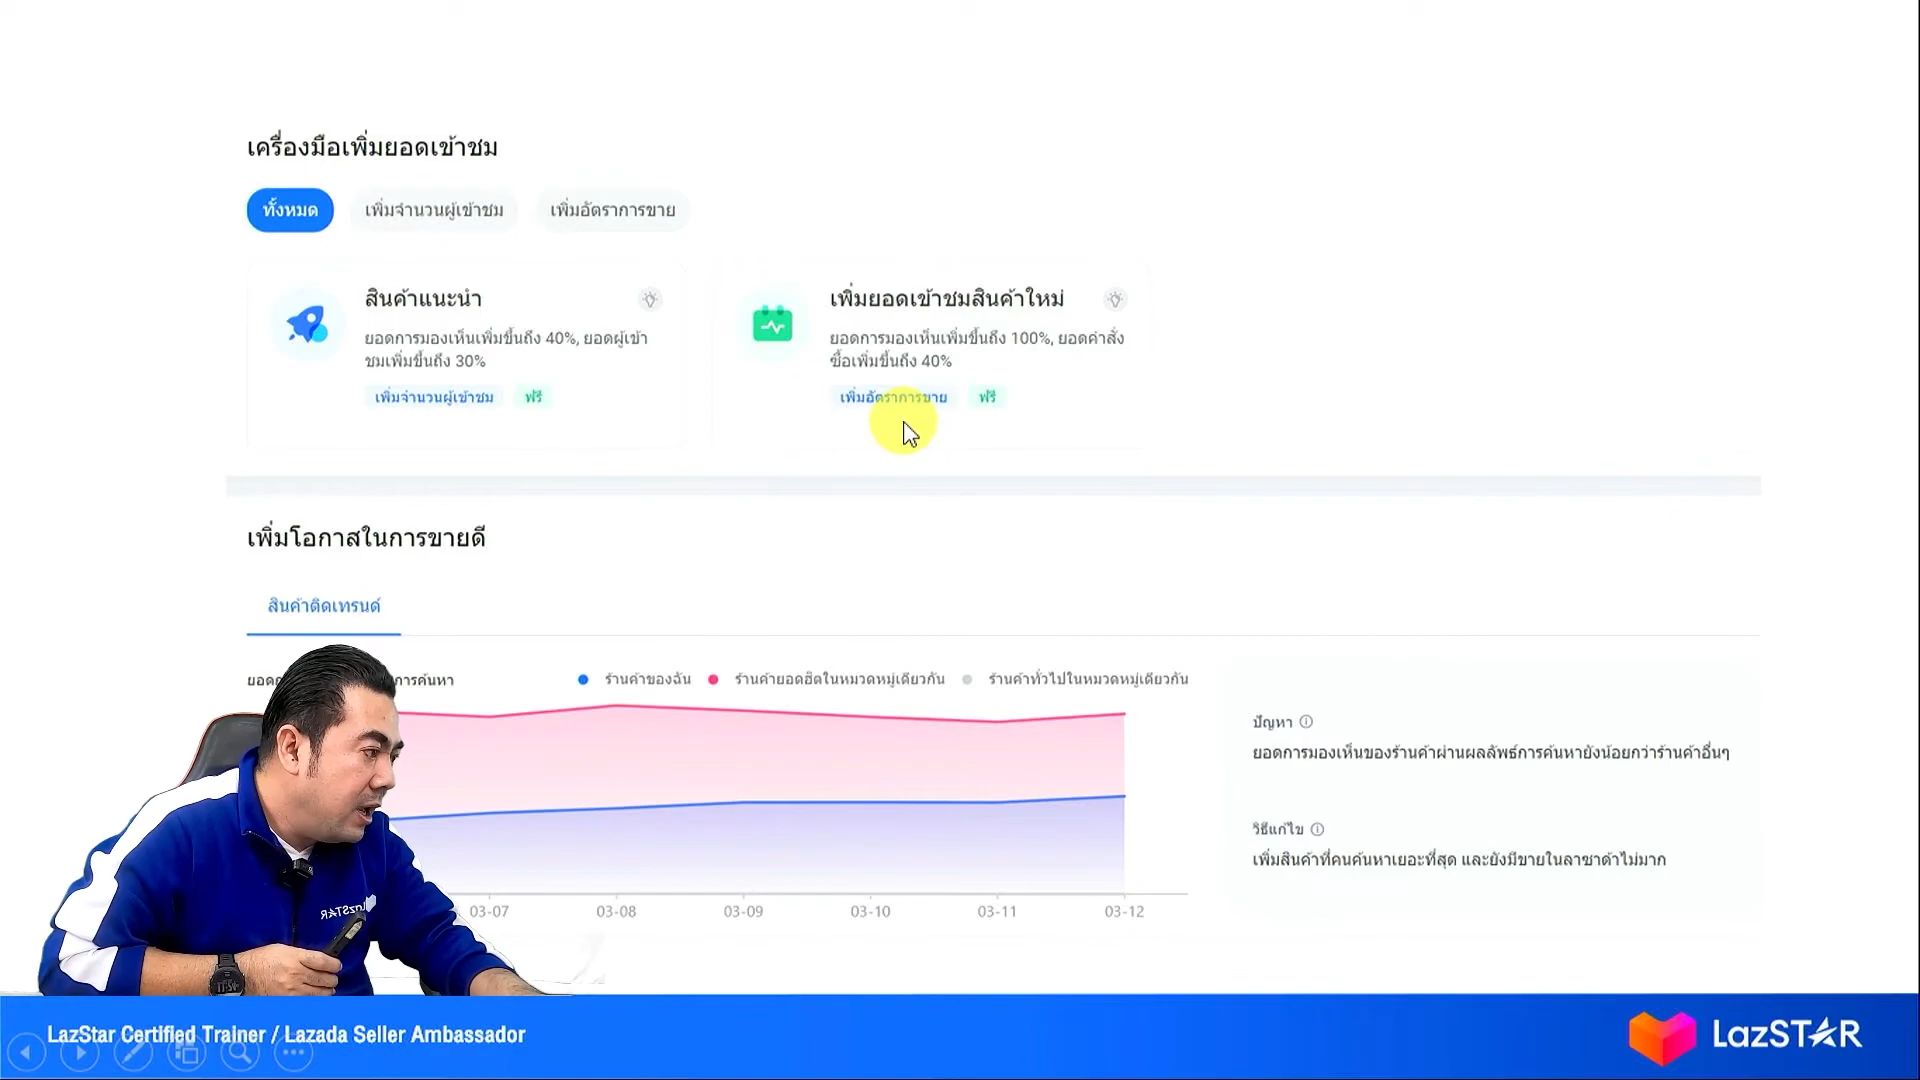 เครื่องมือเพิ่มยอดเข้าชม
ทั้งหมด
เพิ่มจำนวนผู้เข้าชม
เพิ่มอัตราการขาย
สินค้าแนะนำ
ยอดการมองเห็นเพิ่มขึ้นถึง 40%, ยอดผู้เข้า
ชมเพิ่มขึ้นถึง 30%
เพิ่มจำนวนผู้เข้าชม
ฟรี
เพิ่มยอดเข้าชมสินค้าใหม่
ยอดการมองเห็นเพิ่มขึ้นถึง 100%, ยอดคำสั่ง
ซื้อเพิ่มขึ้นถึง 40%
เพิ่มอัตราการขาย
ฟรี
เพิ่มโอกาสในการขายดี
สินค้าติดเทรนด์
การค้นหา
ร้านค้าของฉัน
ร้านค้ายอดฮิตในหมวดหมู่เดียวกัน
ร้านค้าทั่วไปในหมวดหมู่เดียวกัน
ปัญหา
ยอดการมองเห็นของร้านค้าผ่านผลลัพธ์การค้นหายังน้อยกว่าร้านค้าอื่นๆ
วิธีแก้ไข
เพิ่มสินค้าที่คนค้นหาเยอะที่สุด และยังมีขายในลาซาด้าไม่มาก
03-07
03-08
03-09
03-10
03-11
03-12
LazStar Certified Trainer / Lazada Seller Ambassador
LazSTAR